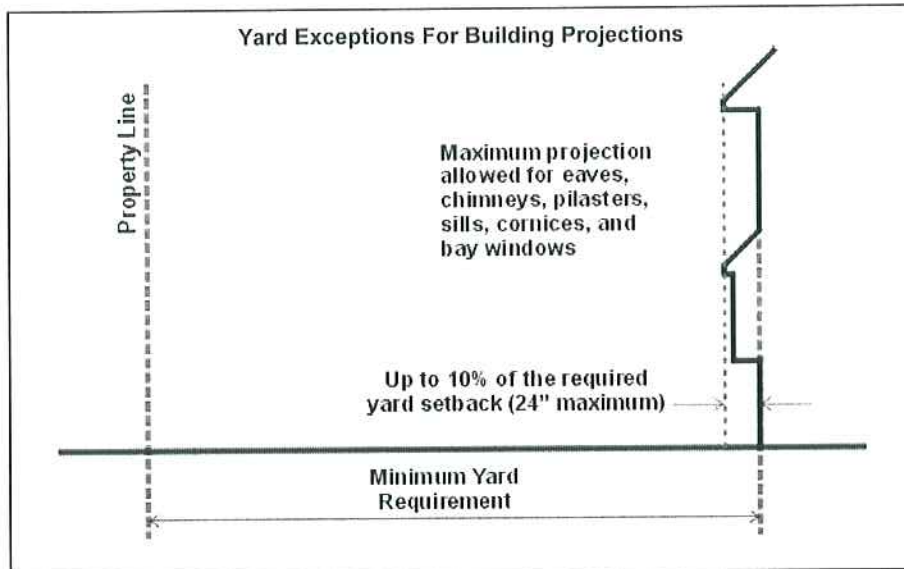 Yard Exceptions For Building Projections
Property Line
Maximum projection
allowed for eaves,
chimneys, pilasters,
sills, cornices, and
bay windows
Up to 10% of the required
yard setback (24" maximum)
Minimum Yard
Requirement